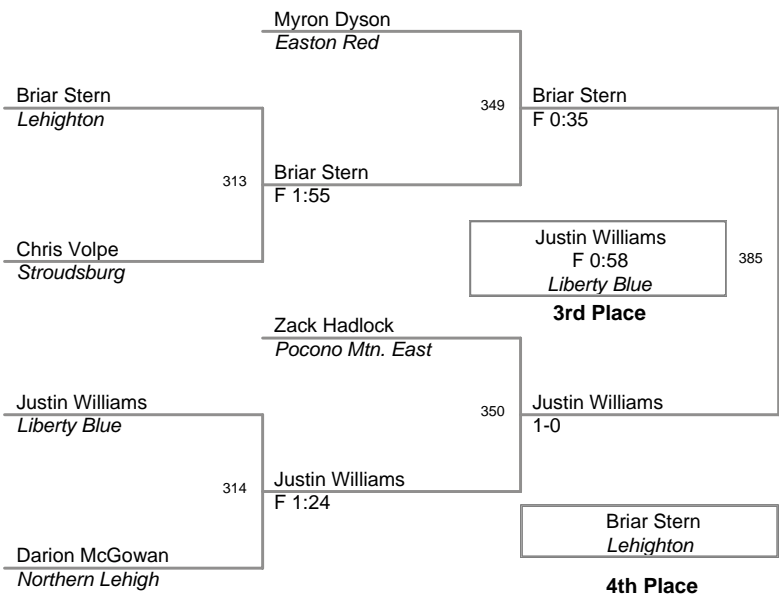 Myron Dyson
Easton Red
Briar Stern
Lehighton
349
Briar Stern
F 0:35
313
Briar Stern
F 1:55
Chris Volpe
Stroudsburg
Justin Williams
F 0:58
Liberty Blue
385
3rd Place
Zack Hadlock
Pocono Mtn. East
Justin Williams
Liberty Blue
350
Justin Williams
1-0
314
Justin Williams
F 1:24
Briar Stern
Lehighton
Darion McGowan
Northern Lehigh
4th Place